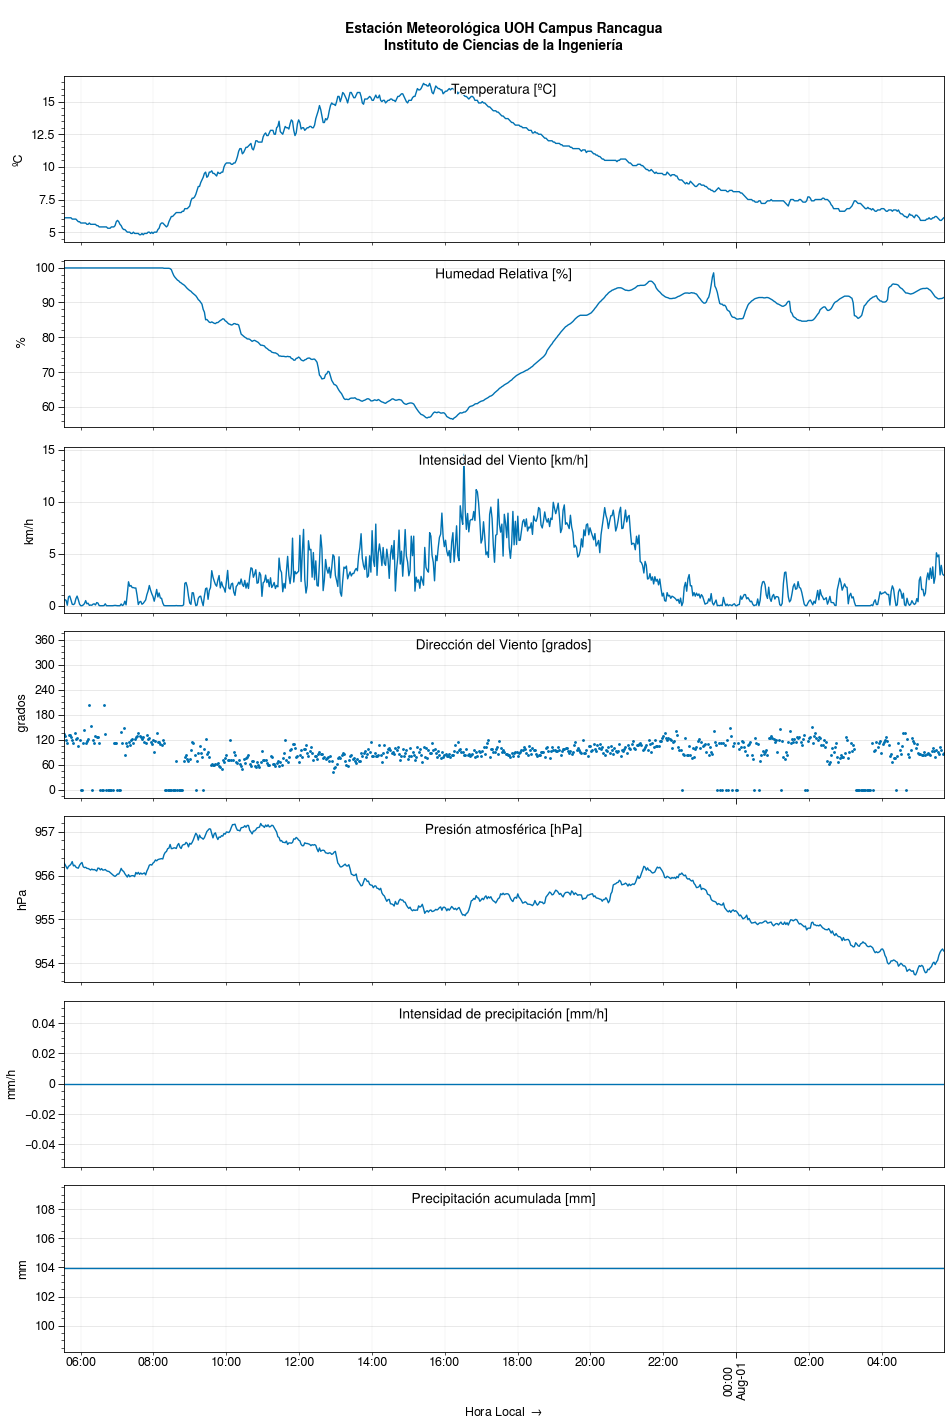 Estación Meteorológica UOH Campus Rancagua
Instituto de Ciencias de la Ingeniería
Temperatura [ºC]
ºC
15
12.5
10
7.5
5
Humedad Relativa [%]
%
100
90
80
70
60
Intensidad del Viento [km/h]
km/h
15
10
5
0
Dirección del Viento [grados]
grados
360
300
240
180
120
60
0
Presión atmosférica [hPa]
hPa
957
956
955
954
Intensidad de precipitación [mm/h]
mm/h
0.04
0.02
0
−0.02
−0.04
Precipitación acumulada [mm]
mm
108
106
104
102
100
06:00 08:00 10:00 12:00 14:00 16:00 18:00 20:00 22:00 00:00 02:00 04:00
Aug-01
Hora Local →